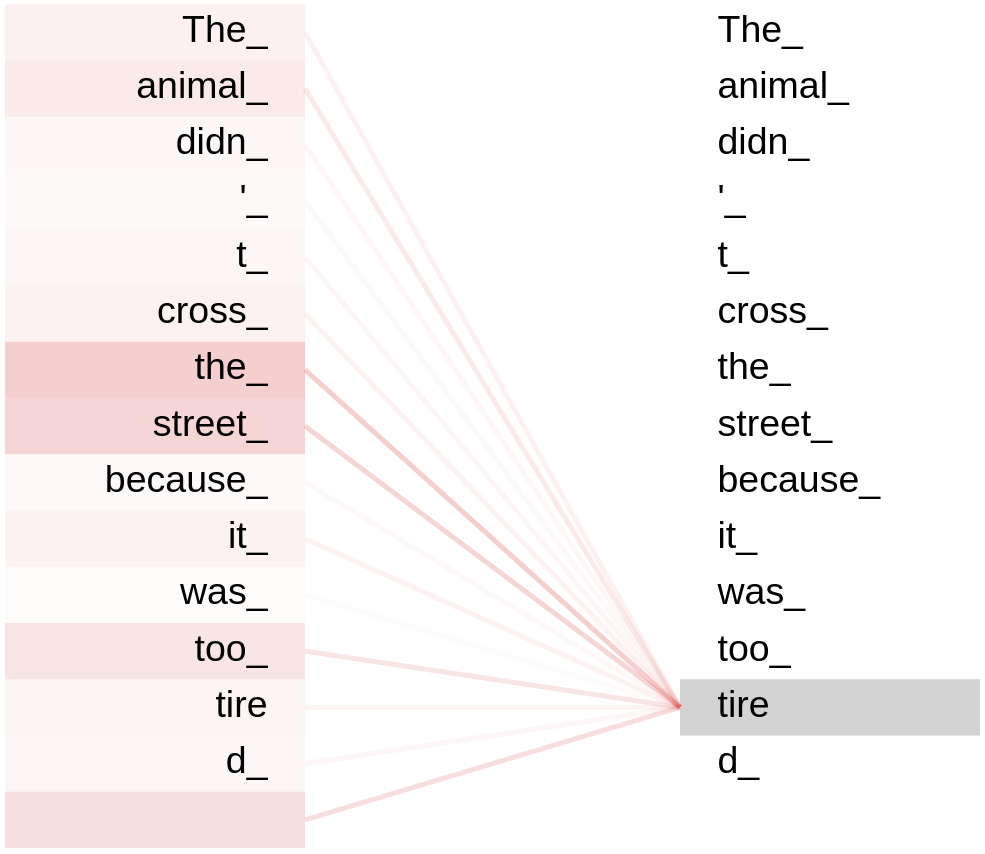 The_ The_
animal_ animal_
didn_ didn_
'_ '_
t_ t_
cross_ cross_
the_ the_
street_ street_
because_ because_
it_ it_
was_ was_
too_ too_
tire tire
d_ d_